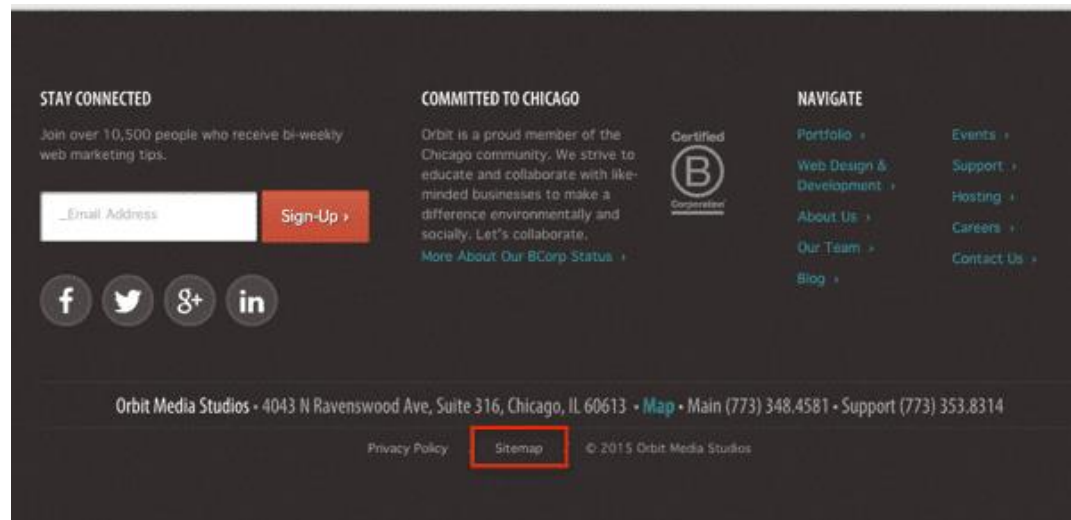 STAY CONNECTED
Join over 10,500 people who receive bi-weekly
web marketing tips.
_Email Address
Sign-Up ›
f
8+
in
COMMITTED TO CHICAGO
Orbit is a proud member of the
Chicago community. We strive to
educate and collaborate with like-
minded businesses to make a
difference environmentally and
socially. Let's collaborate.
More About Our BCorp Status ›
Certified
B
Corporation
NAVIGATE
Portfolio ›
Web Design &
Development ›
About Us ›
Our Team ›
Blog ›
Events ›
Support ›
Hosting ›
Careers ›
Contact Us ›
Orbit Media Studios • 4043 N Ravenswood Ave, Suite 316, Chicago, IL 60613 • Map • Main (773) 348.4581 • Support (773) 353.8314
Privacy Policy Sitemap © 2015 Orbit Media Studios